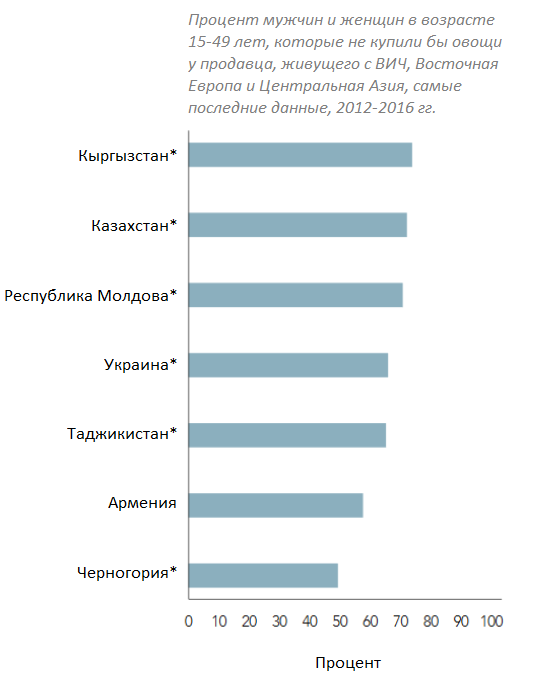 Процент мужчин и женщин в возрасте
15-49 лет, которые не купили бы овощи
у продавца, живущего с ВИЧ, Восточная
Европа и Центральная Азия, самые
последние данные, 2012-2016 гг.
Кыргызстан*
Казахстан*
Республика Молдова*
Украина*
Таджикистан*
Армения
Черногория*
0 10 20 30 40 50 60 70 80 90 100
Процент